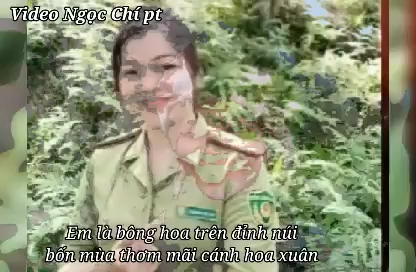 Video Ngọc Chí pt
Em là bông hoa trên đỉnh núi
bốn mùa thơm mãi cánh hoa xuân